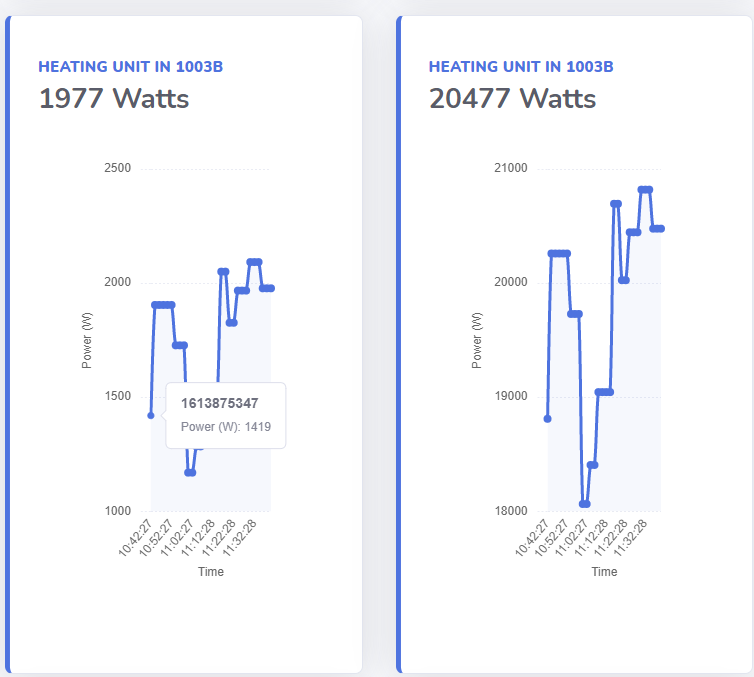 HEATING UNIT IN 1003B
1977 Watts
2500
2000
1500
1000
Power (W)
1613875347
Power (W): 1419
10:42:27
10:52:27
11:02:27
11:12:28
11:22:28
11:32:28
Time
HEATING UNIT IN 1003B
20477 Watts
21000
20000
19000
18000
Power (W)
10:42:27
10:52:27
11:02:27
11:12:28
11:22:28
11:32:28
Time